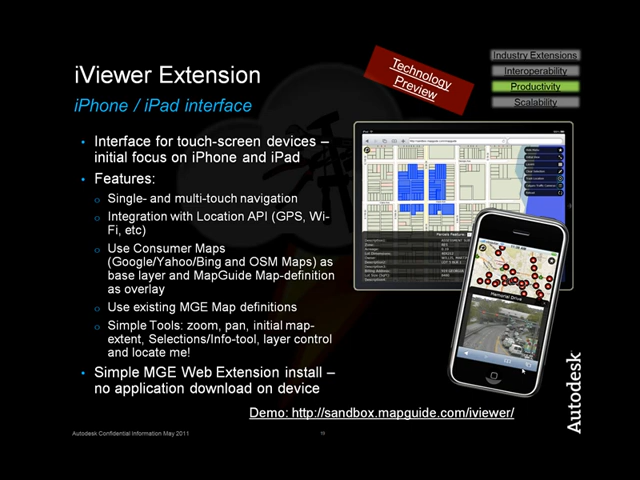 Industry Extensions
Interoperability
Productivity
Scalability
Technology
Preview
iViewer Extension
iPhone / iPad interface
• Interface for touch-screen devices –
initial focus on iPhone and iPad
• Features:
o Single- and multi-touch navigation
o Integration with Location API (GPS, Wi-
Fi, etc)
o Use Consumer Maps
(Google/Yahoo/Bing and OSM Maps) as
base layer and MapGuide Map-definition
as overlay
o Use existing MGE Map definitions
o Simple Tools: zoom, pan, initial map-
extent, Selections/Info-tool, layer control
and locate me!
• Simple MGE Web Extension install –
no application download on device
Memorial Drive
Demo: http://sandbox.mapguide.com/iviewer/
Autodesk
Autodesk Confidential Information May 2011